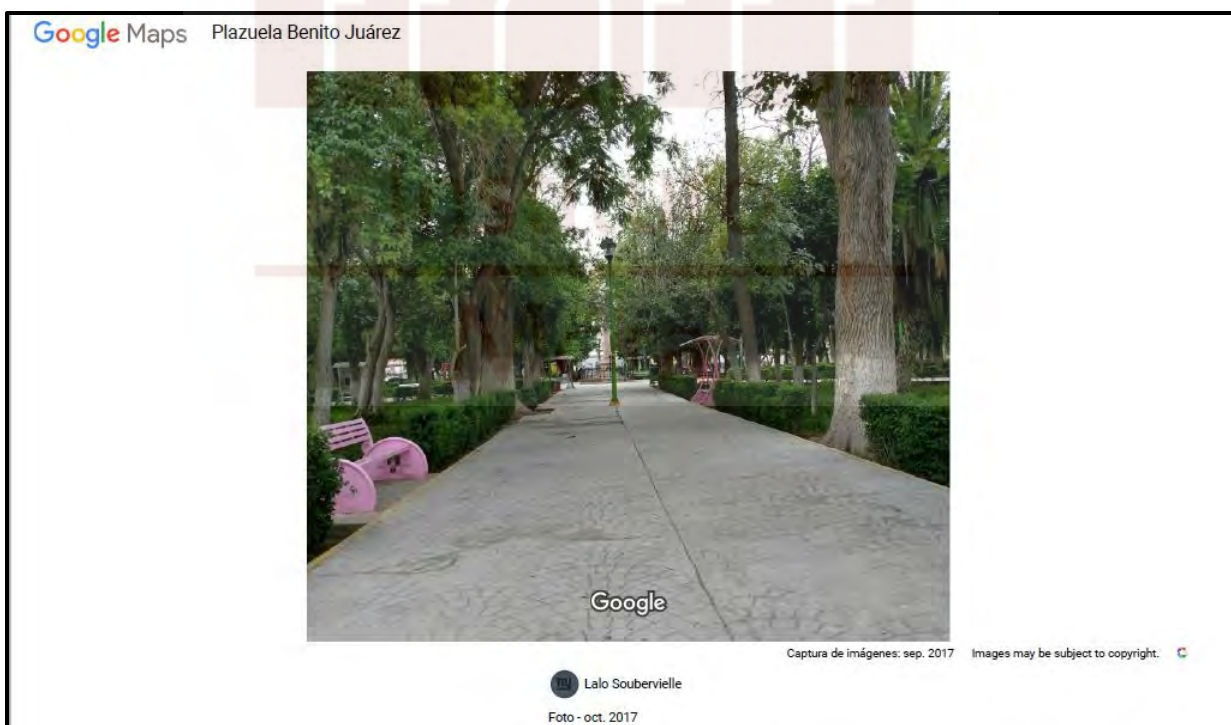 Google Maps Plazuela Benito Juárez
Google
Captura de imágenes: sep. 2017 Images may be subject to copyright.
Lalo Soubervielle
Foto - oct. 2017